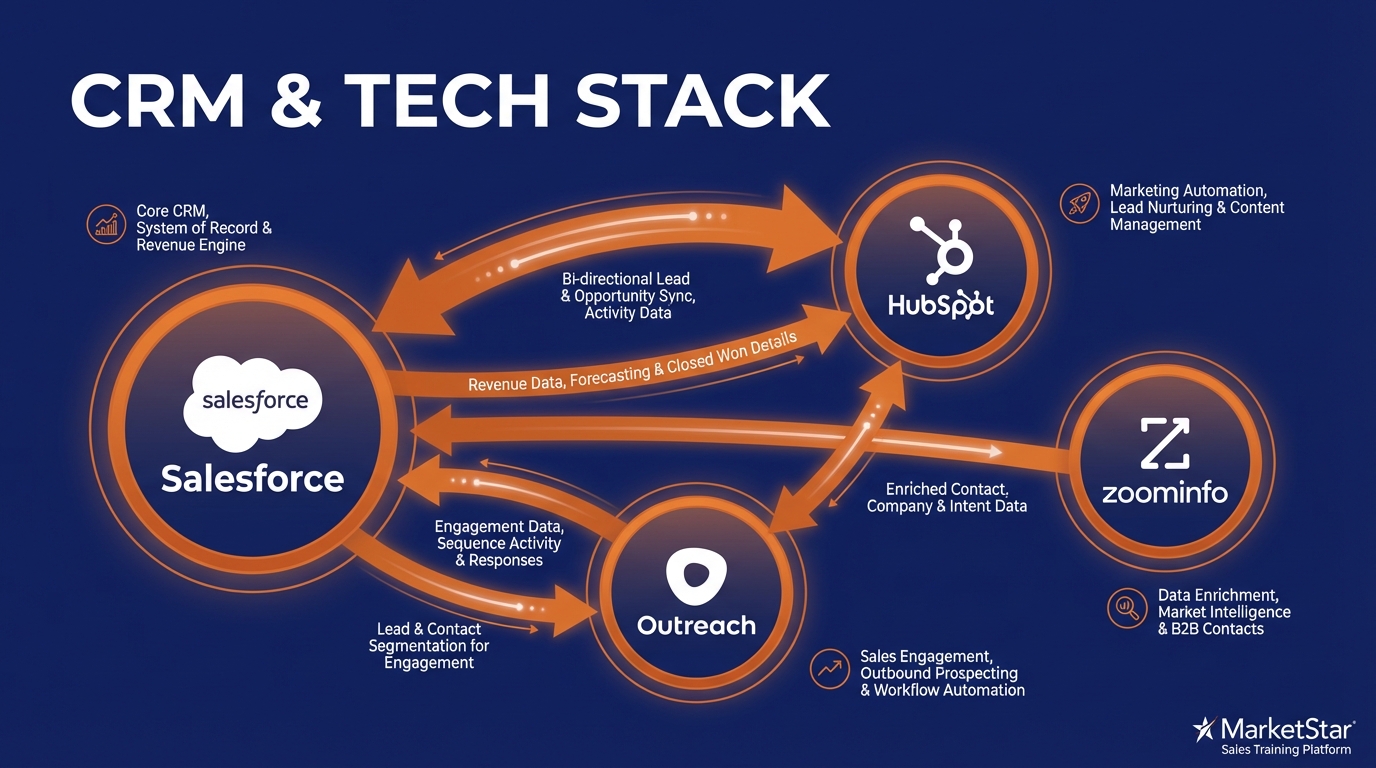 CRM & TECH STACK
Core CRM,
System of Record &
Revenue Engine
Marketing Automation,
Lead Nurturing & Content
Management
Bi-directional Lead
& Opportunity Sync,
Activity Data
HubSpot
Revenue Data, Forecasting & Closed Won Details
salesforce
Salesforce
zoominfo
Enriched Contact,
Company & Intent Data
Engagement Data,
Sequence Activity
& Responses
Outreach
Lead & Contact
Segmentation for
Engagement
Data Enrichment,
Market Intelligence
& B2B Contacts
Sales Engagement,
Outbound Prospecting
& Workflow Automation
MarketStar
Sales Training Platform